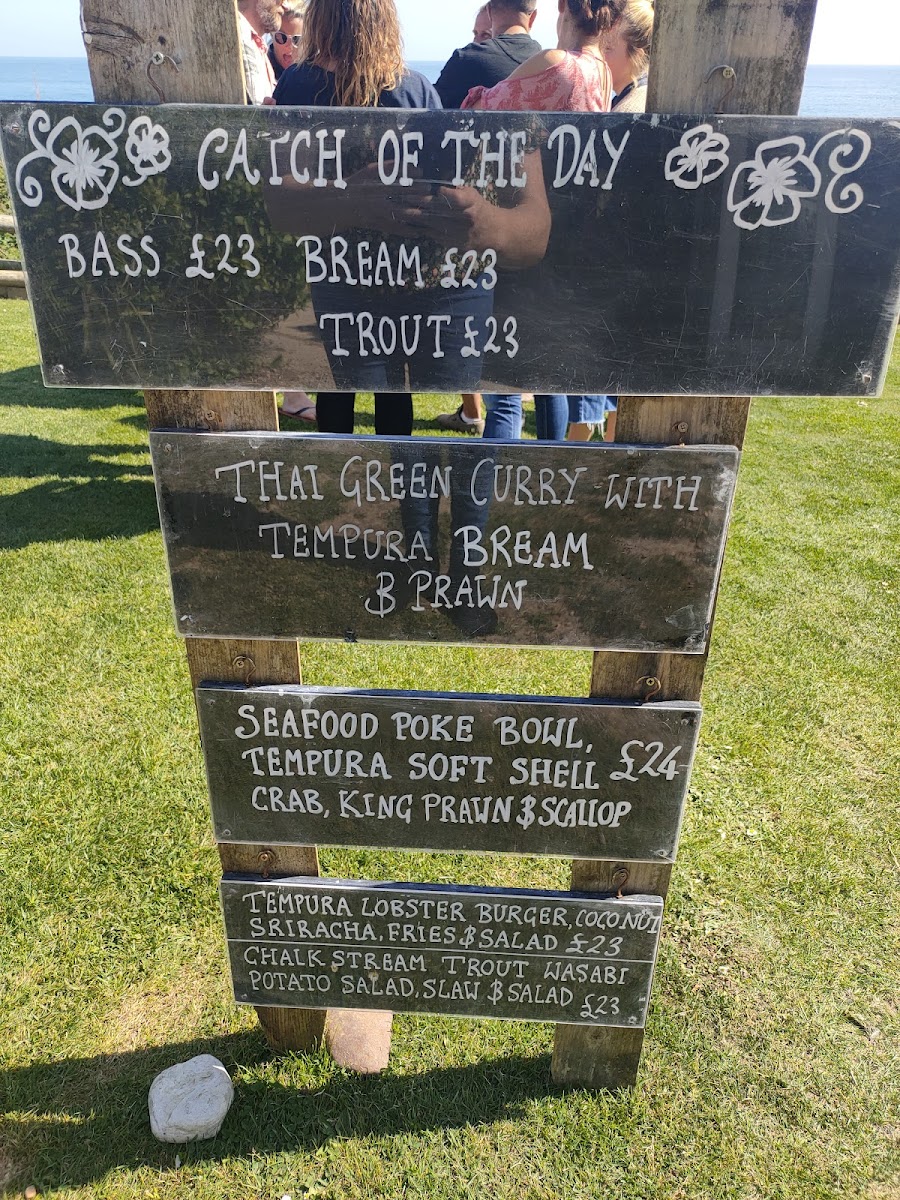 CATCH OF THE DAY
BASS £23 BREAM £23
TROUT £23
THAI GREEN CURRY WITH
TEMPURA BREAM
& PRAWN
SEAFOOD POKE BOWL,
TEMPURA SOFT SHELL £24
CRAB, KING PRAWN & SCALLOP
TEMPURA LOBSTER BURGER, COCONUT
SRIRACHA, FRIES & SALAD £23
CHALK STREAM TROUT WASABI
POTATO SALAD, SLAW & SALAD £23